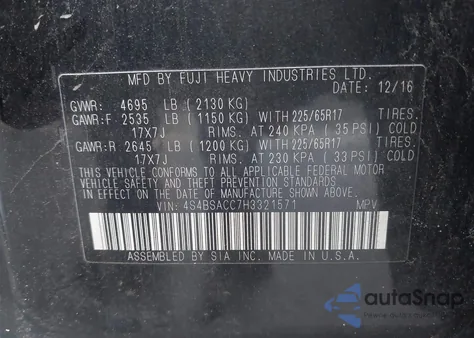 MFD BY FUJI HEAVY INDUSTRIES LTD.
DATE: 12/16
GVWR: 4695 LB (2130 KG)
GAWR:F 2535 LB (1150 KG) WITH 225/65R17 TIRES,
17X7J RIMS, AT 240 KPA (35 PSI) COLD
GAWR:R 2645 LB (1200 KG) WITH 225/65R17 TIRES,
17X7J RIMS, AT 230 KPA (33 PSI) COLD
THIS VEHICLE CONFORMS TO ALL APPLICABLE FEDERAL MOTOR
VEHICLE SAFETY AND BUMPER STANDARDS
IN EFFECT ON THE DATE OF MANUFACTURE SHOWN ABOVE.
VIN: 4S4BSACC7H3321571 MPV
ASSEMBLED BY SIA INC. MADE IN U.S.A.
autoSnap